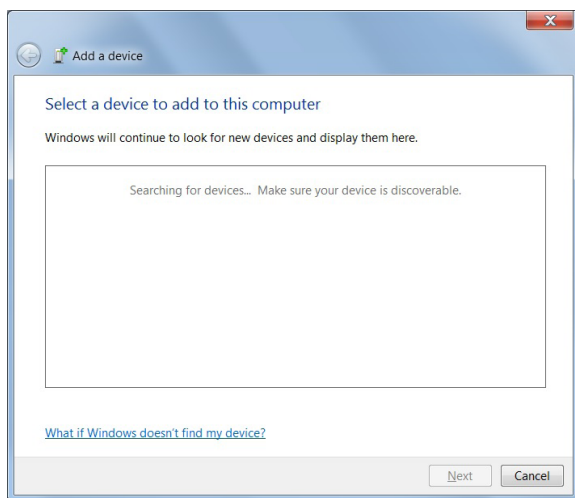 Add a device
Select a device to add to this computer
Windows will continue to look for new devices and display them here.
Searching for devices... Make sure your device is discoverable.
What if Windows doesn't find my device?
Next Cancel